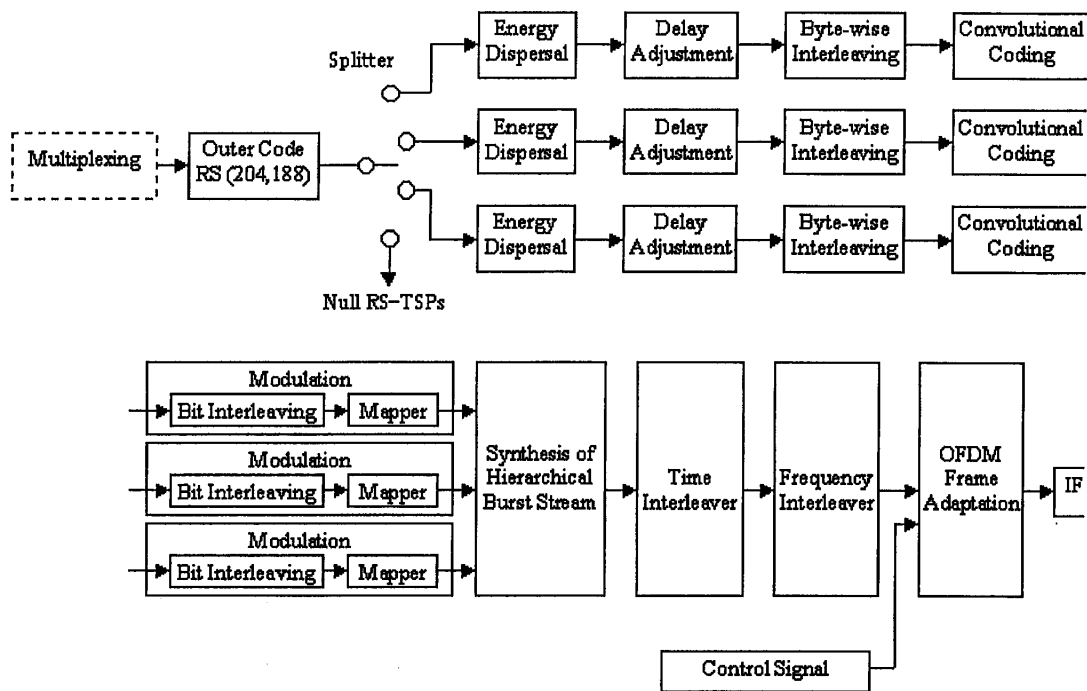 Splitter
Energy
Dispersal
Delay
Adjustment
Byte-wise
Interleaving
Convolutional
Coding
Multiplexing
Outer Code
RS (204,188)
Energy
Dispersal
Delay
Adjustment
Byte-wise
Interleaving
Convolutional
Coding
Energy
Dispersal
Delay
Adjustment
Byte-wise
Interleaving
Convolutional
Coding
Null RS-TSPs
Modulation
Bit Interleaving
Mapper
Modulation
Bit Interleaving
Mapper
Modulation
Bit Interleaving
Mapper
Synthesis of
Hierarchical
Burst Stream
Time
Interleaver
Frequency
Interleaver
OFDM
Frame
Adaptation
IF
Control Signal